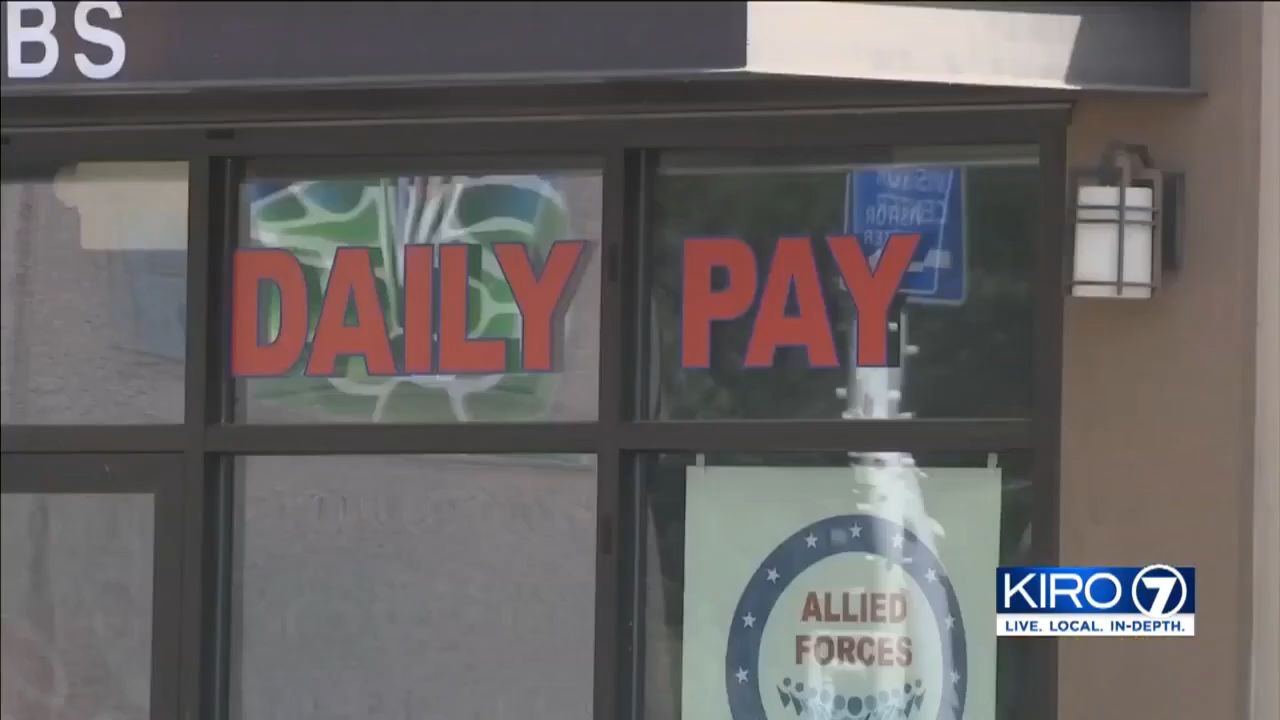 BS
DAILY PAY
ALLIED
FORCES
KIRO 7
LIVE. LOCAL. IN-DEPTH.